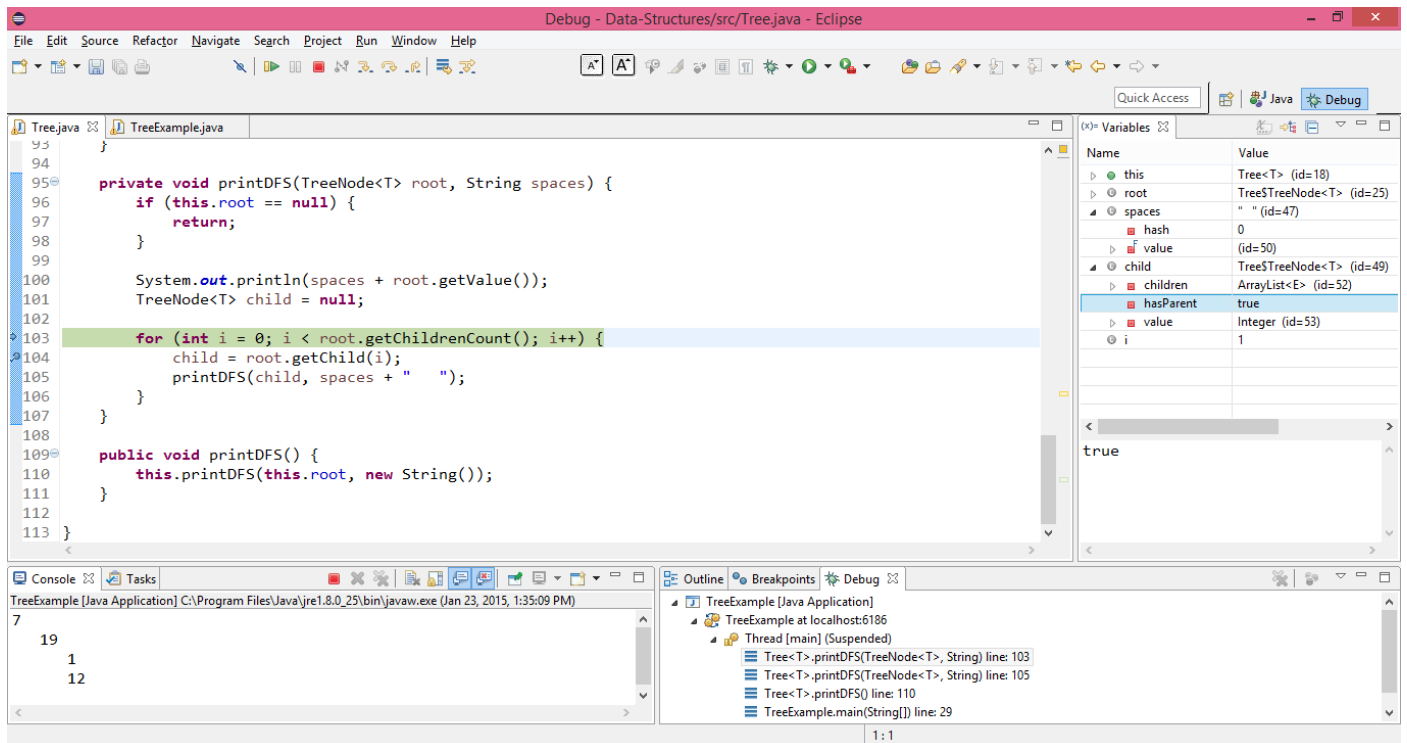 Debug - Data-Structures/src/Tree.java - Eclipse
File Edit Source Refactor Navigate Search Project Run Window Help
Quick Access Java Debug
Tree.java TreeExample.java
93 }
94
95 private void printDFS(TreeNode<T> root, String spaces) {
96 if (this.root == null) {
97 return;
98 }
99
100 System.out.println(spaces + root.getValue());
101 TreeNode<T> child = null;
102
103 for (int i = 0; i < root.getChildrenCount(); i++) {
104 child = root.getChild(i);
105 printDFS(child, spaces + "   ");
106 }
107 }
108
109 public void printDFS() {
110 this.printDFS(this.root, new String());
111 }
112
113 }
(x)= Variables
Name Value
this Tree<T> (id=18)
root Tree$TreeNode<T> (id=25)
spaces "   " (id=47)
hash 0
value (id=50)
child Tree$TreeNode<T> (id=49)
children ArrayList<E> (id=52)
hasParent true
value Integer (id=53)
i 1
true
Console Tasks
TreeExample [Java Application] C:\Program Files\Java\jre1.8.0_25\bin\javaw.exe (Jan 23, 2015, 1:35:09 PM)
7
19
1
12
Outline Breakpoints Debug
TreeExample [Java Application]
TreeExample at localhost:6186
Thread [main] (Suspended)
Tree<T>.printDFS(TreeNode<T>, String) line: 103
Tree<T>.printDFS(TreeNode<T>, String) line: 105
Tree<T>.printDFS() line: 110
TreeExample.main(String[]) line: 29
1 : 1